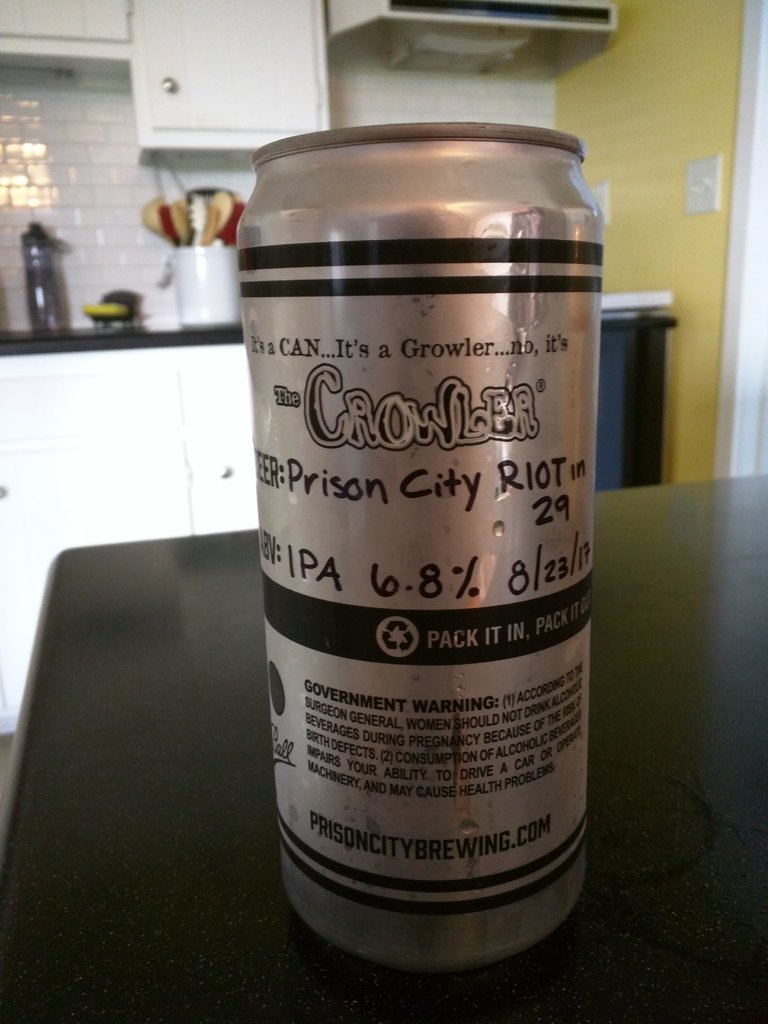 It's a CAN...It's a Growler...no, it's
The CROWLER®
EER: Prison City RIOT in
29
BV: IPA 6.8% 8/23/17
PACK IT IN, PACK IT
GOVERNMENT WARNING: (1) ACCORDING TO THE
SURGEON GENERAL, WOMEN SHOULD NOT DRINK ALCOHOLIC
BEVERAGES DURING PREGNANCY BECAUSE OF THE RISK OF
BIRTH DEFECTS. (2) CONSUMPTION OF ALCOHOLIC BEVERAGES
IMPAIRS YOUR ABILITY TO DRIVE A CAR OR OPERATE
MACHINERY, AND MAY CAUSE HEALTH PROBLEMS.
Ball
PRISONCITYBREWING.COM